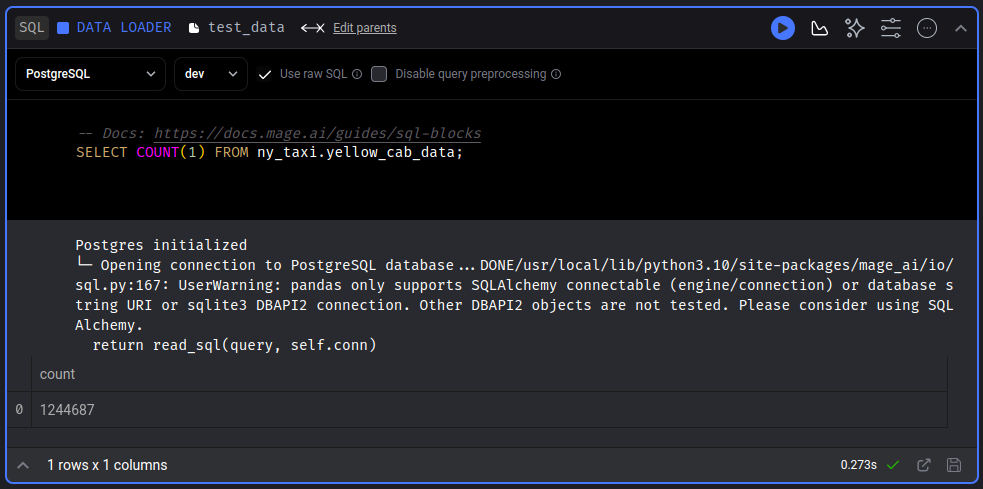 SQL DATA LOADER test_data Edit parents
PostgreSQL dev Use raw SQL Disable query preprocessing
-- Docs: https://docs.mage.ai/guides/sql-blocks
SELECT COUNT(1) FROM ny_taxi.yellow_cab_data;
Postgres initialized
└─ Opening connection to PostgreSQL database...DONE/usr/local/lib/python3.10/site-packages/mage_ai/io/
sql.py:167: UserWarning: pandas only supports SQLAlchemy connectable (engine/connection) or database s
tring URI or sqlite3 DBAPI2 connection. Other DBAPI2 objects are not tested. Please consider using SQL
Alchemy.
return read_sql(query, self.conn)
count
0 1244687
1 rows x 1 columns 0.273s